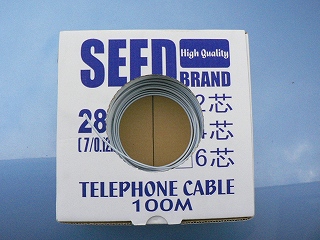 SEED
High Quality
BRAND
28
2芯
(7/0.12
4芯
6芯
TELEPHONE CABLE
100M